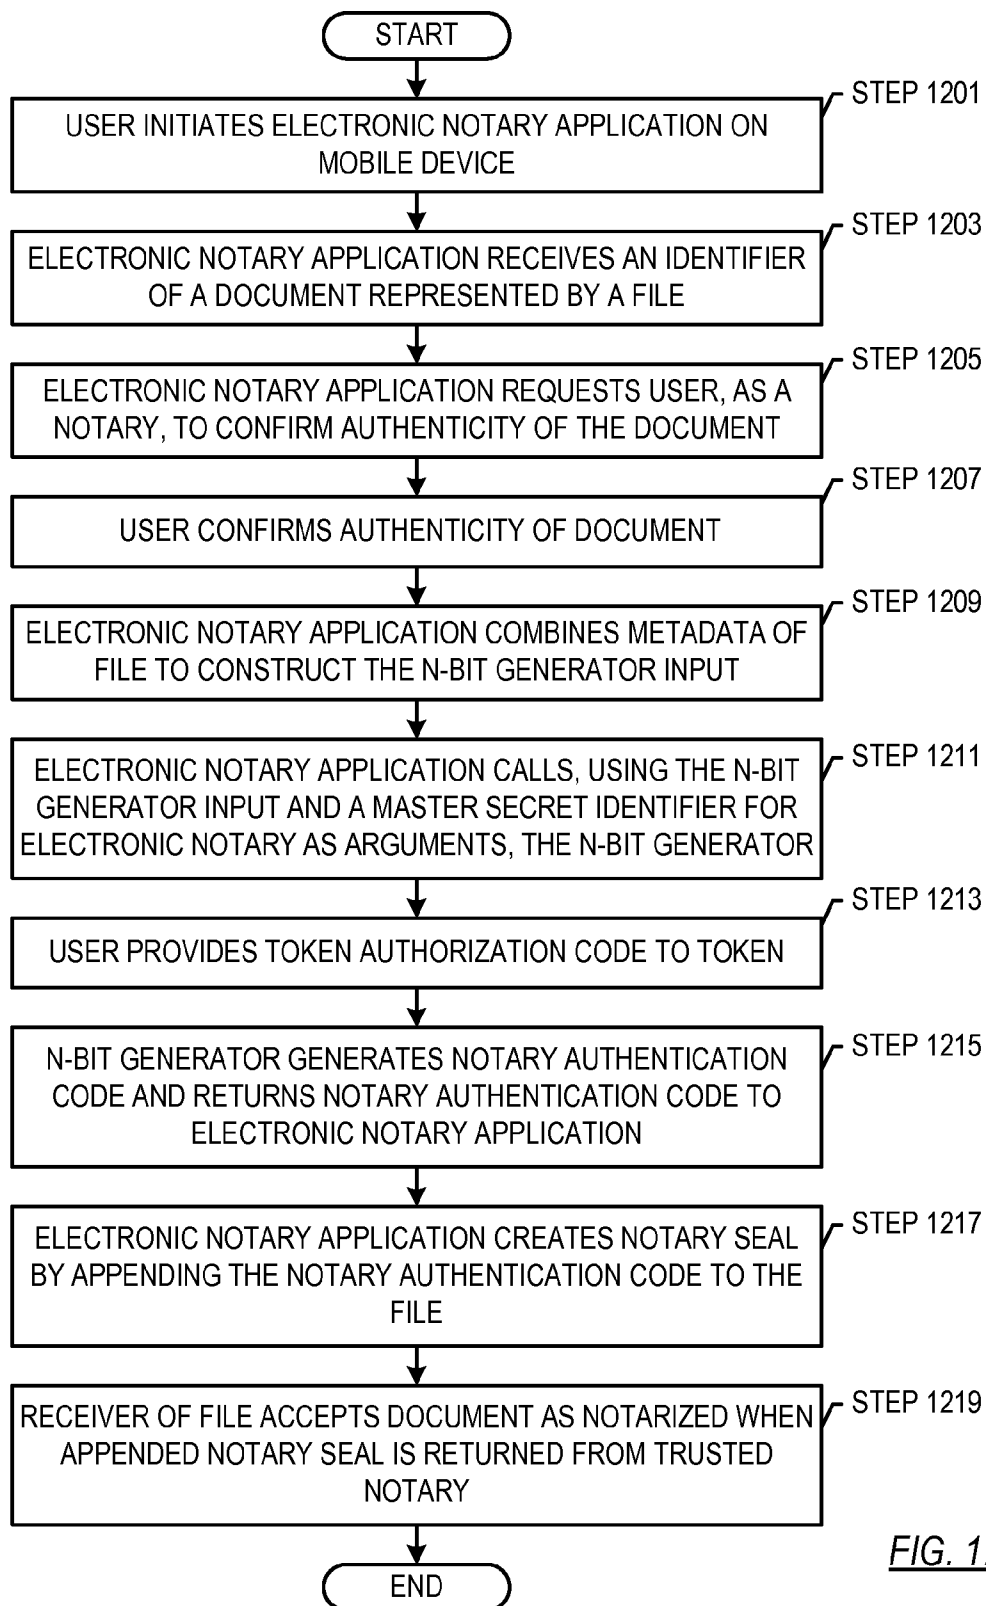 START
STEP 1201
USER INITIATES ELECTRONIC NOTARY APPLICATION ON
MOBILE DEVICE
STEP 1203
ELECTRONIC NOTARY APPLICATION RECEIVES AN IDENTIFIER
OF A DOCUMENT REPRESENTED BY A FILE
STEP 1205
ELECTRONIC NOTARY APPLICATION REQUESTS USER, AS A
NOTARY, TO CONFIRM AUTHENTICITY OF THE DOCUMENT
STEP 1207
USER CONFIRMS AUTHENTICITY OF DOCUMENT
STEP 1209
ELECTRONIC NOTARY APPLICATION COMBINES METADATA OF
FILE TO CONSTRUCT THE N-BIT GENERATOR INPUT
STEP 1211
ELECTRONIC NOTARY APPLICATION CALLS, USING THE N-BIT
GENERATOR INPUT AND A MASTER SECRET IDENTIFIER FOR
ELECTRONIC NOTARY AS ARGUMENTS, THE N-BIT GENERATOR
STEP 1213
USER PROVIDES TOKEN AUTHORIZATION CODE TO TOKEN
STEP 1215
N-BIT GENERATOR GENERATES NOTARY AUTHENTICATION
CODE AND RETURNS NOTARY AUTHENTICATION CODE TO
ELECTRONIC NOTARY APPLICATION
STEP 1217
ELECTRONIC NOTARY APPLICATION CREATES NOTARY SEAL
BY APPENDING THE NOTARY AUTHENTICATION CODE TO THE
FILE
STEP 1219
RECEIVER OF FILE ACCEPTS DOCUMENT AS NOTARIZED WHEN
APPENDED NOTARY SEAL IS RETURNED FROM TRUSTED
NOTARY
END
FIG.